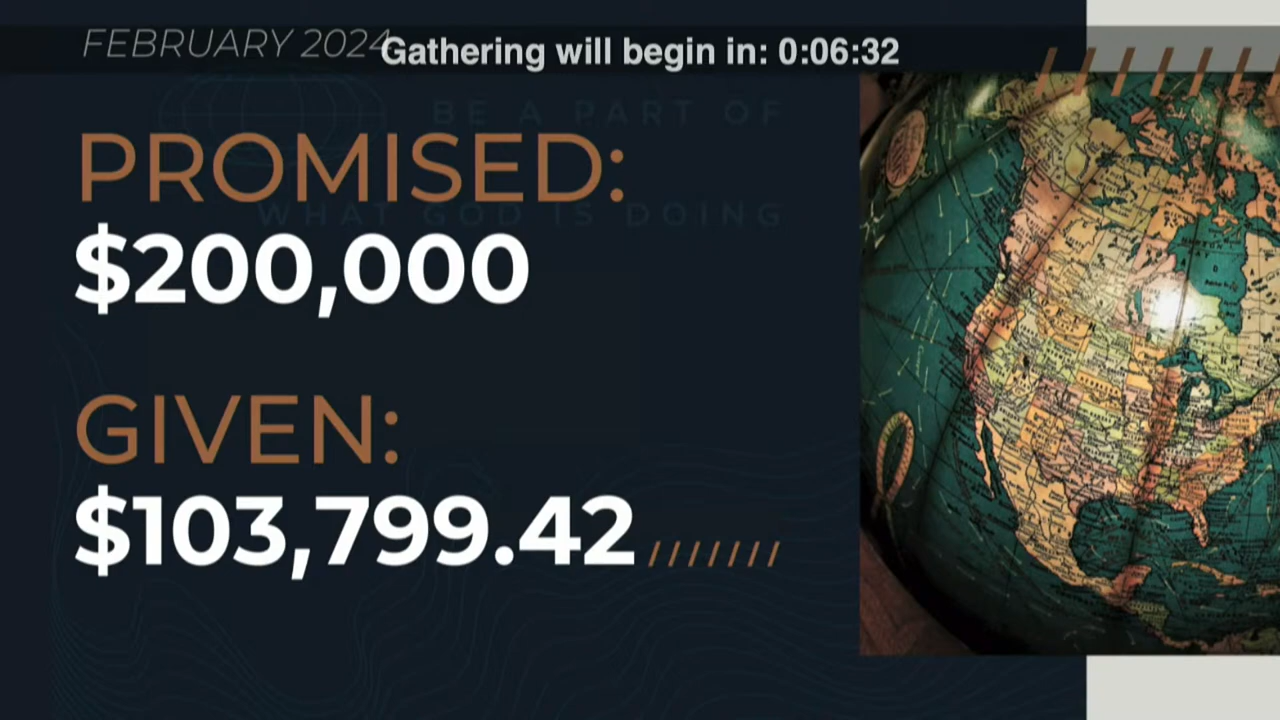 FEBRUARY 2024
Gathering will begin in: 0:06:32
BE A PART OF
PROMISED:
WHAT GOD IS DOING
$200,000
GIVEN:
$103,799.42